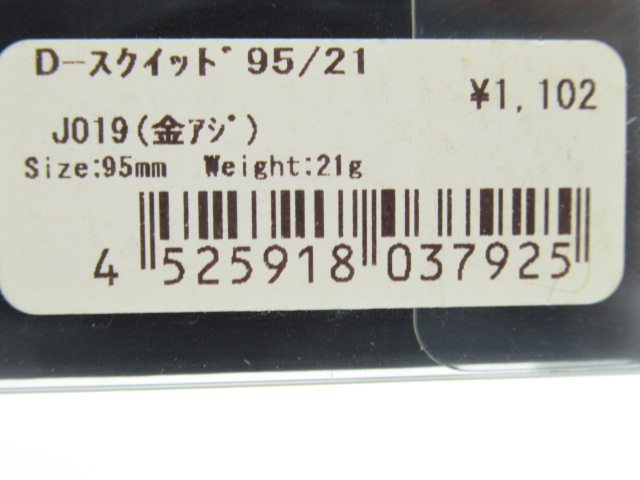 D-スクイッド 95/21
¥1,102
J019(金ｱｼﾞ)
Size:95mm Weight:21g
4 525918 037925